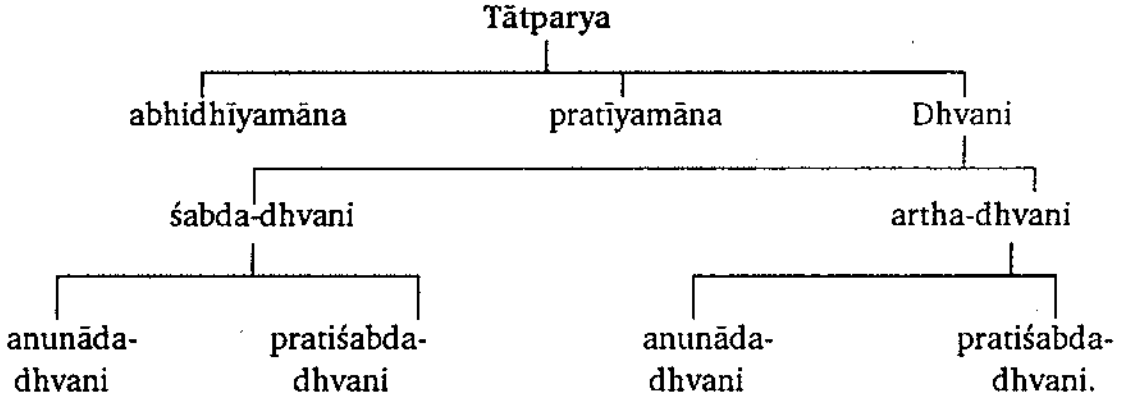 Tātparya
abhidhīyamāna pratīyamāna Dhvani
śabda-dhvani artha-dhvani
anunāda- pratiśabda- anunāda- pratiśabda-
dhvani dhvani dhvani dhvani.